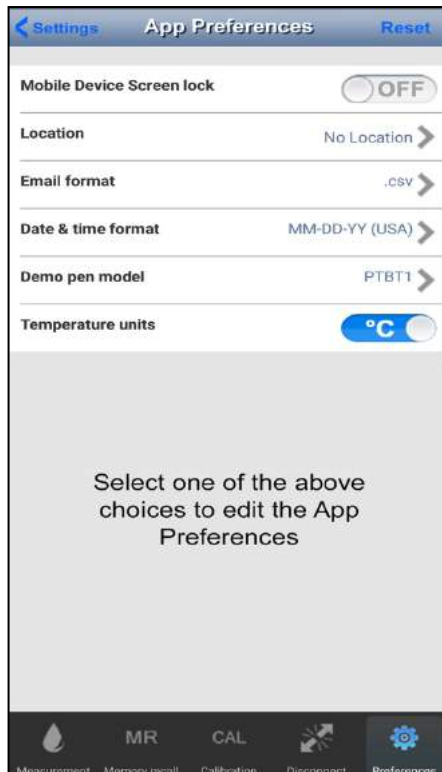 Settings App Preferences Reset
Mobile Device Screen lock OFF
Location No Location
Email format .csv
Date & time format MM-DD-YY (USA)
Demo pen model PTBT1
Temperature units °C
Select one of the above
choices to edit the App
Preferences
MR CAL
Measurement Memory recall Calibration Disconnect Preferences